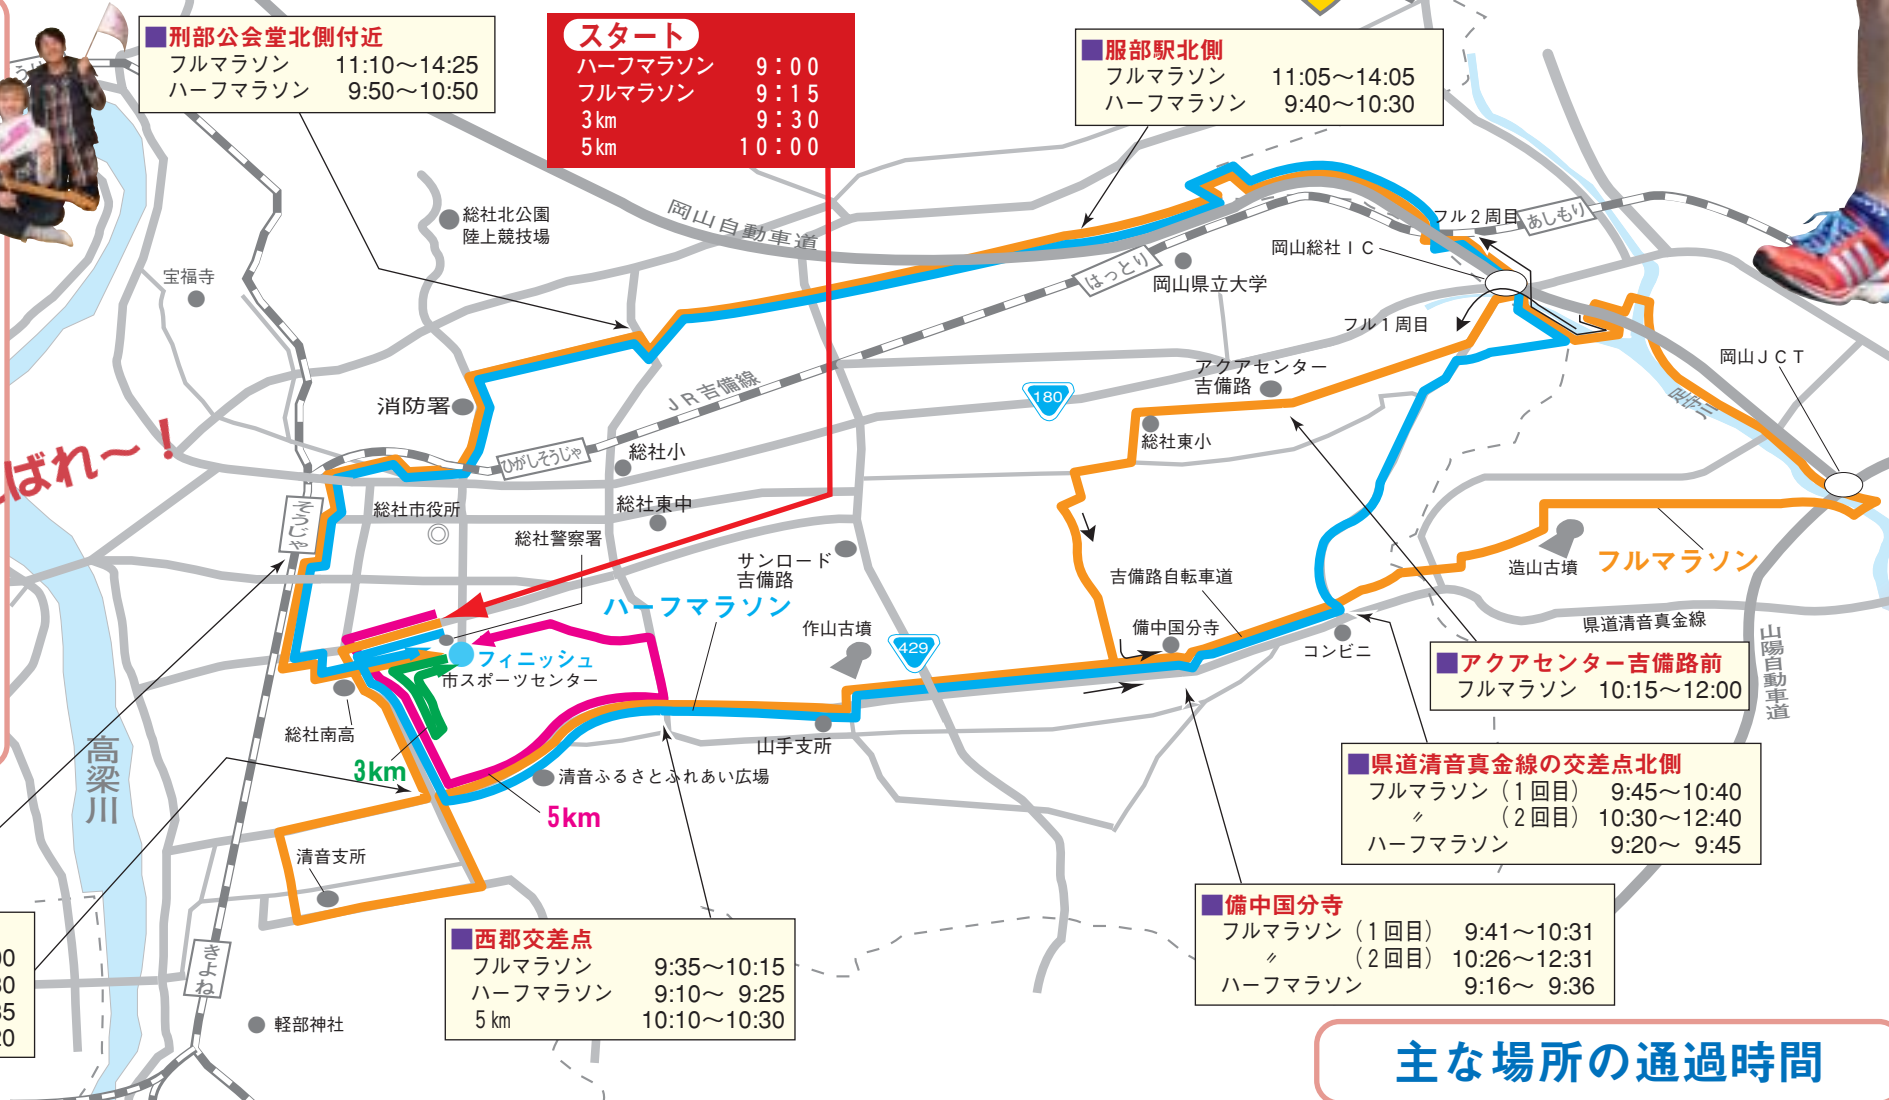 ■刑部公会堂北側付近
フルマラソン 11:10～14:25
ハーフマラソン 9:50～10:50
スタート
ハーフマラソン 9：00
フルマラソン 9：15
3㎞ 9：30
5㎞ 10：00
■服部駅北側
フルマラソン 11:05～14:05
ハーフマラソン 9:40～10:30
総社北公園
陸上競技場
岡山自動車道
宝福寺
はっとり
岡山県立大学
岡山総社ＩＣ
フル２周目
あしもり
フル１周目
岡山ＪＣＴ
足守川
アクアセンター
吉備路
180
消防署
ＪＲ吉備線
ひがしそうじゃ
総社小
総社東小
ばれ～！
そうじゃ
総社市役所
総社東中
総社警察署
サンロード
吉備路
吉備路自転車道
造山古墳
フルマラソン
ハーフマラソン
作山古墳
429
備中国分寺
コンビニ
県道清音真金線
山陽自動車道
フィニッシュ
市スポーツセンター
総社南高
3km
山手支所
清音ふるさとふれあい広場
5km
高梁川
清音支所
きよね
軽部神社
■アクアセンター吉備路前
フルマラソン 10:15～12:00
■県道清音真金線の交差点北側
フルマラソン（１回目） 9:45～10:40
〃 （２回目） 10:30～12:40
ハーフマラソン 9:20～ 9:45
■備中国分寺
フルマラソン（１回目） 9:41～10:31
〃 （２回目） 10:26～12:31
ハーフマラソン 9:16～ 9:36
■西郡交差点
フルマラソン 9:35～10:15
ハーフマラソン 9:10～ 9:25
5㎞ 10:10～10:30
主な場所の通過時間